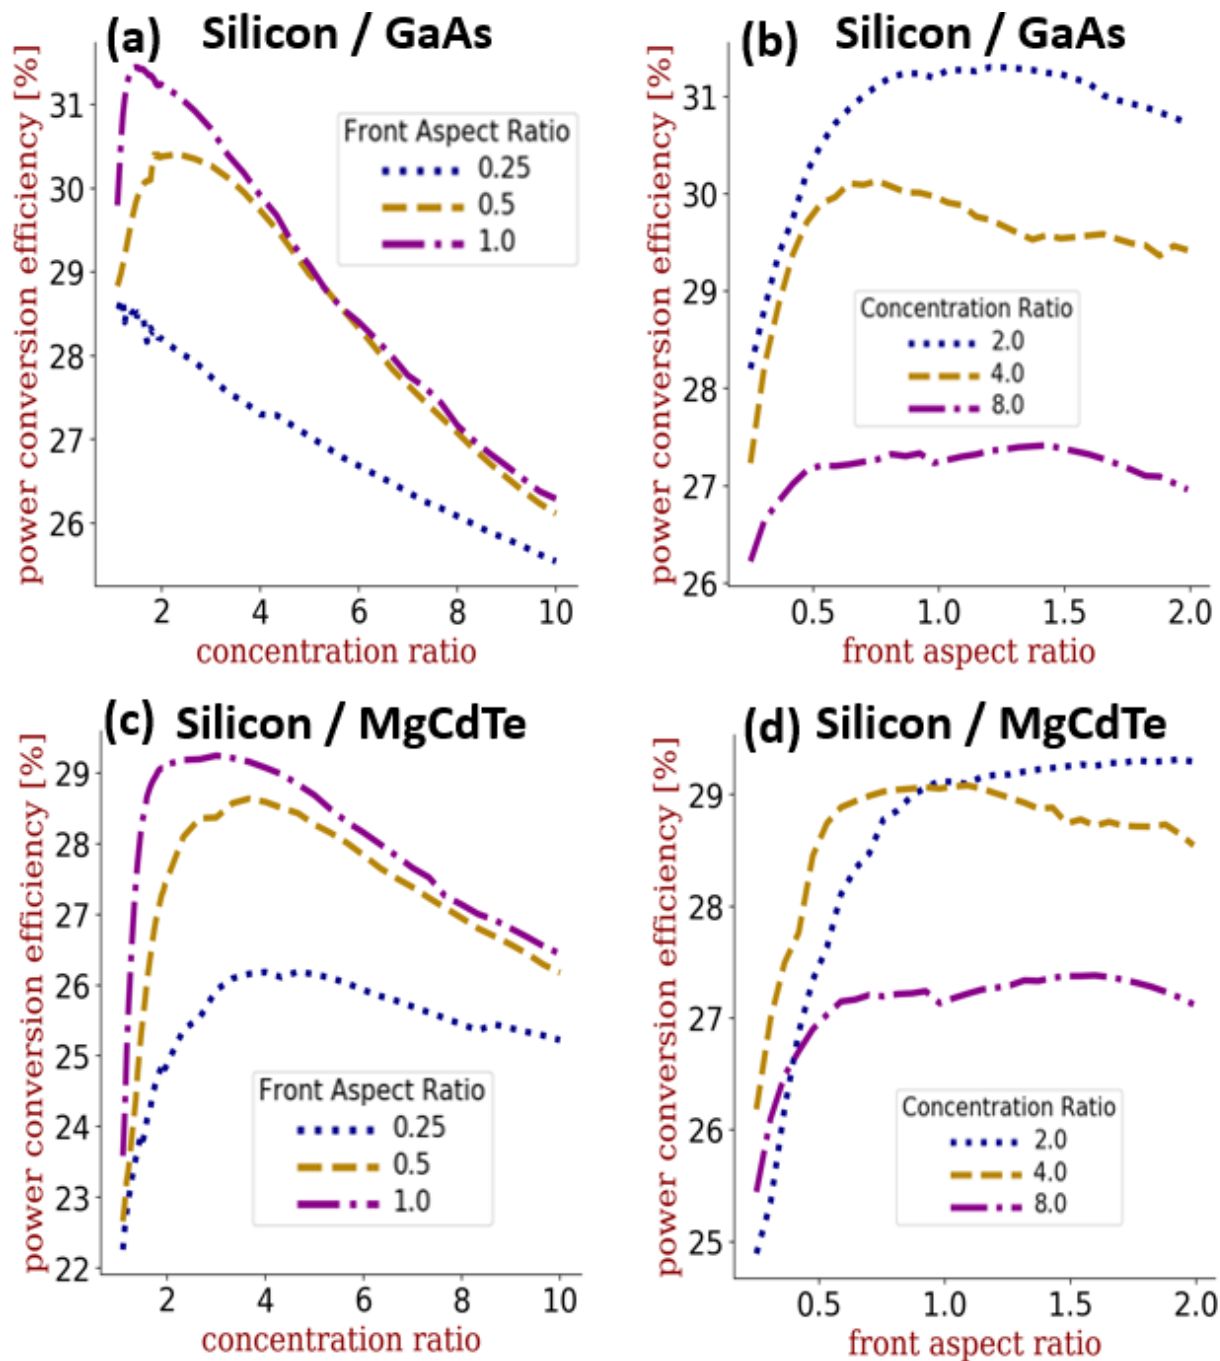 (a) Silicon / GaAs
power conversion efficiency [%]
31
30
29
28
27
26
Front Aspect Ratio
0.25
0.5
1.0
2 4 6 8 10
concentration ratio
(b) Silicon / GaAs
power conversion efficiency [%]
31
30
29
28
27
26
Concentration Ratio
2.0
4.0
8.0
0.5 1.0 1.5 2.0
front aspect ratio
(c) Silicon / MgCdTe
power conversion efficiency [%]
29
28
27
26
25
24
23
22
Front Aspect Ratio
0.25
0.5
1.0
2 4 6 8 10
concentration ratio
(d) Silicon / MgCdTe
power conversion efficiency [%]
29
28
27
26
25
Concentration Ratio
2.0
4.0
8.0
0.5 1.0 1.5 2.0
front aspect ratio